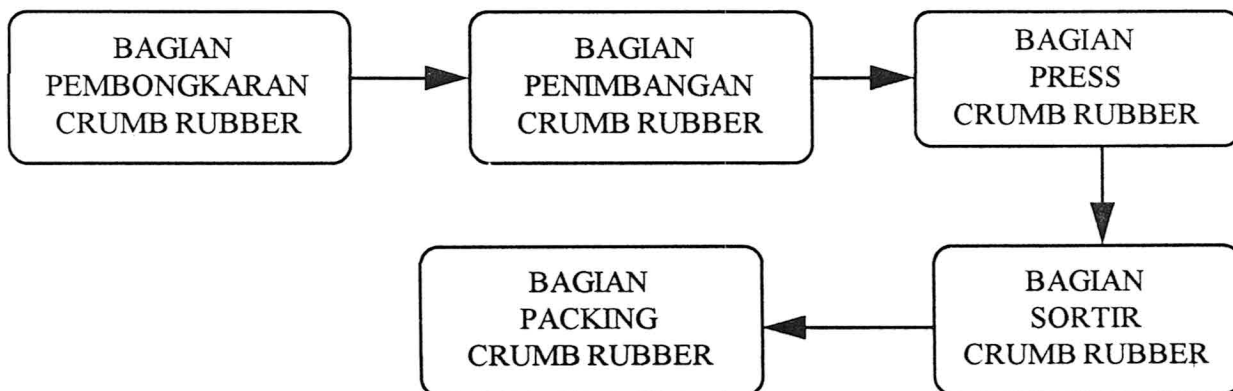 BAGIAN
PEMBONGKARAN
CRUMB RUBBER
BAGIAN
PENIMBANGAN
CRUMB RUBBER
BAGIAN
PRESS
CRUMB RUBBER
BAGIAN
SORTIR
CRUMB RUBBER
BAGIAN
PACKING
CRUMB RUBBER